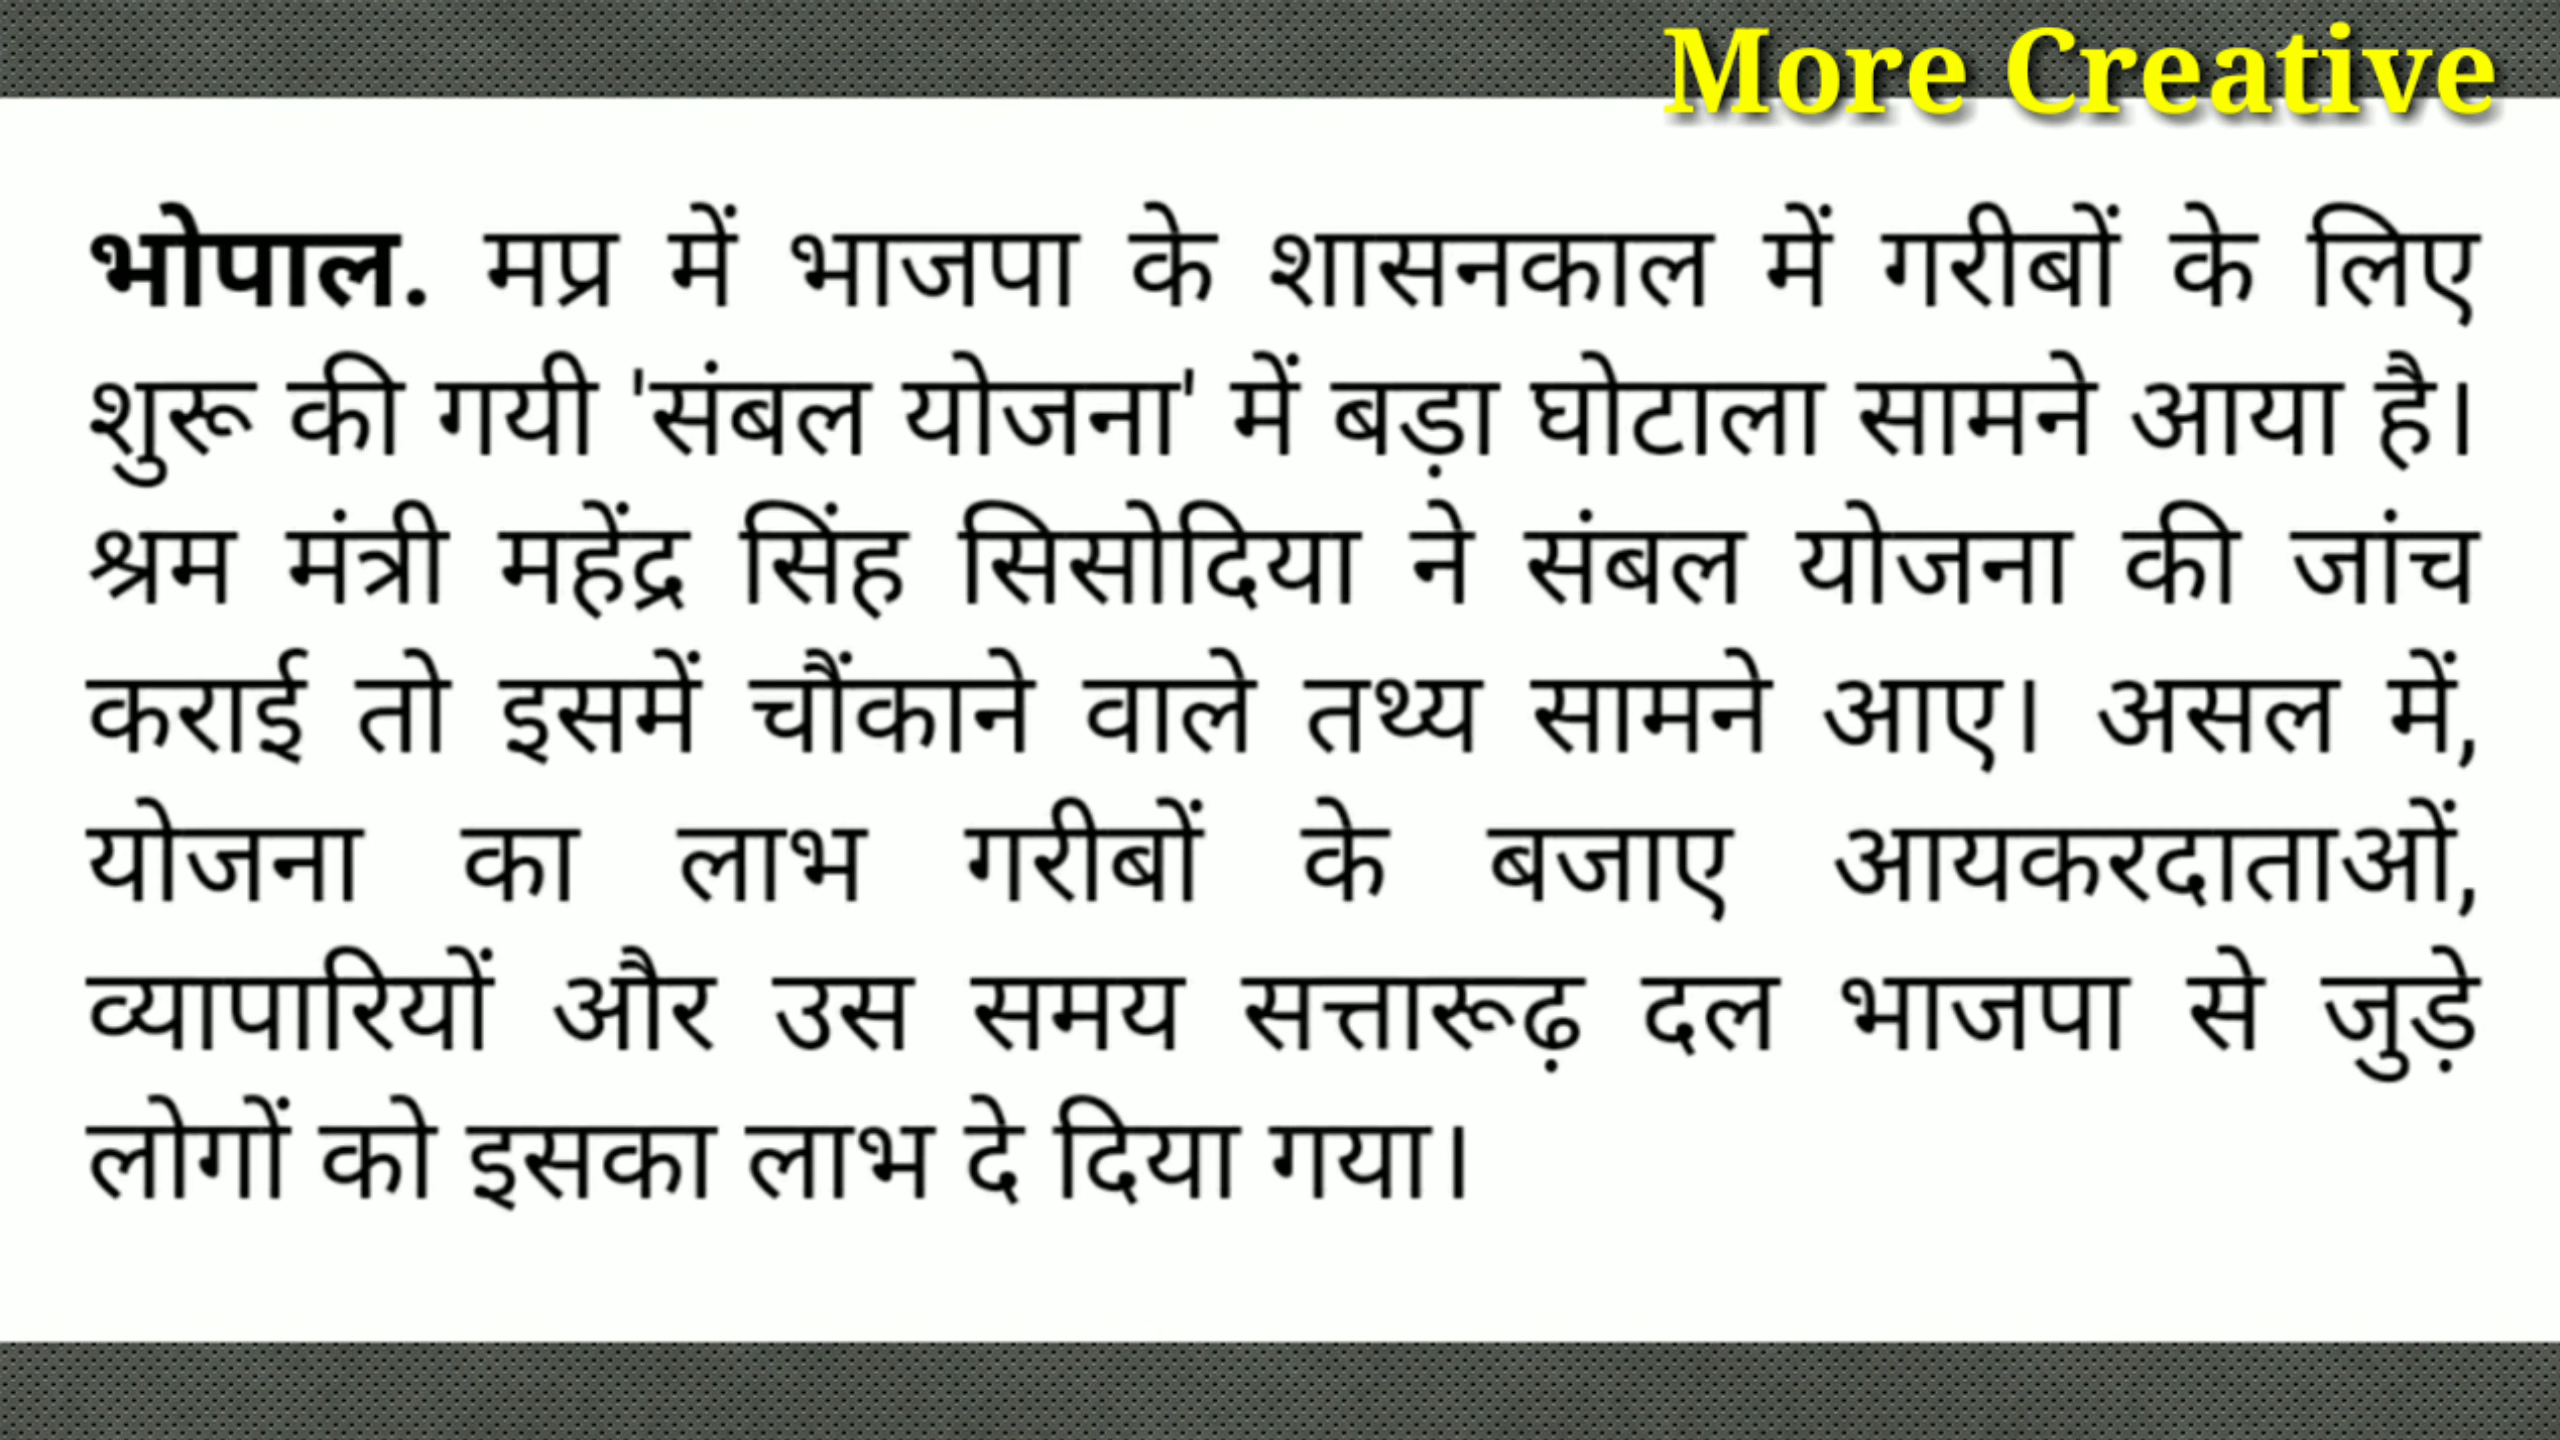 More Creative
भोपाल. मप्र में भाजपा के शासनकाल में गरीबों के लिए
शुरू की गयी 'संबल योजना' में बड़ा घोटाला सामने आया है।
श्रम मंत्री महेंद्र सिंह सिसोदिया ने संबल योजना की जांच
कराई तो इसमें चौंकाने वाले तथ्य सामने आए। असल में,
योजना का लाभ गरीबों के बजाए आयकरदाताओं,
व्यापारियों और उस समय सत्तारूढ़ दल भाजपा से जुड़े
लोगों को इसका लाभ दे दिया गया।